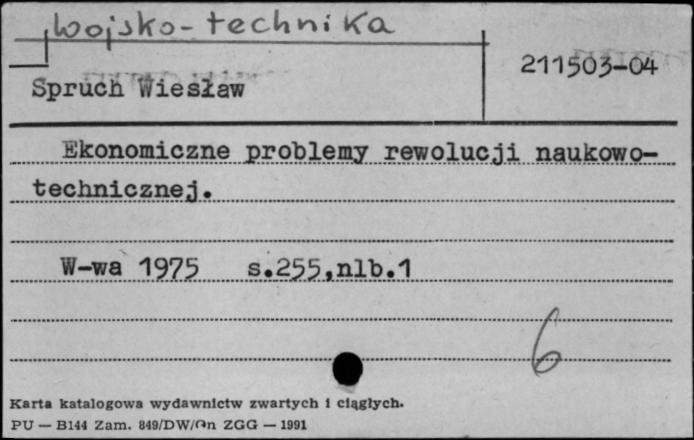 wojsko-technika
211503-04
Spruch Wiesław
Ekonomiczne problemy rewolucji naukowo-
technicznej.
W-wa 1975 s.255,nlb.1
6
Karta katalogowa wydawnictw zwartych i ciągłych.
PU — B144 Zam. 849/DW/On ZGG — 1991